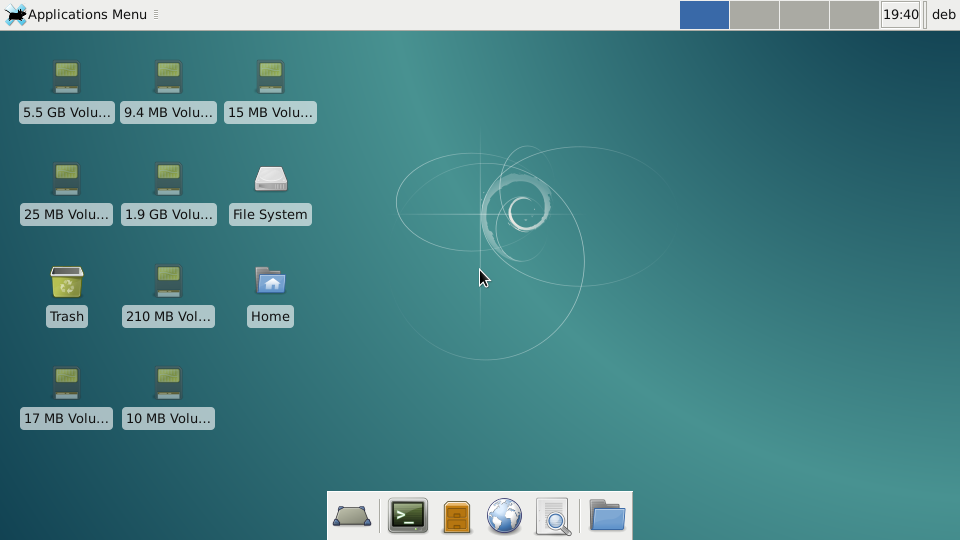 Applications Menu
19:40
deb
5.5 GB Volu...
9.4 MB Volu...
15 MB Volu...
25 MB Volu...
1.9 GB Volu...
File System
Trash
210 MB Vol...
Home
17 MB Volu...
10 MB Volu...